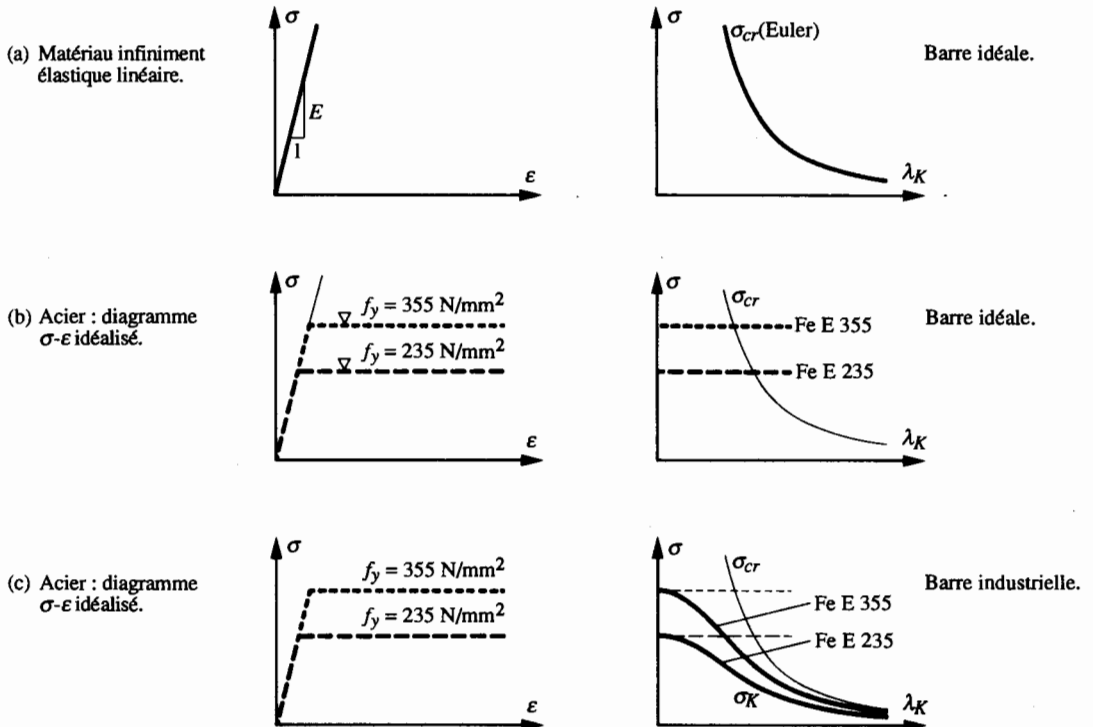 σ
σ
(a) Matériau infiniment
élastique linéaire.
σcr(Euler)
Barre idéale.
E
1
ε
λK
σ
σ
(b) Acier : diagramme
σ-ε idéalisé.
fy = 355 N/mm2
fy = 235 N/mm2
σcr
Fe E 355
Fe E 235
Barre idéale.
ε
λK
σ
σ
(c) Acier : diagramme
σ-ε idéalisé.
fy = 355 N/mm2
fy = 235 N/mm2
σcr
Fe E 355
Fe E 235
Barre industrielle.
σK
ε
λK